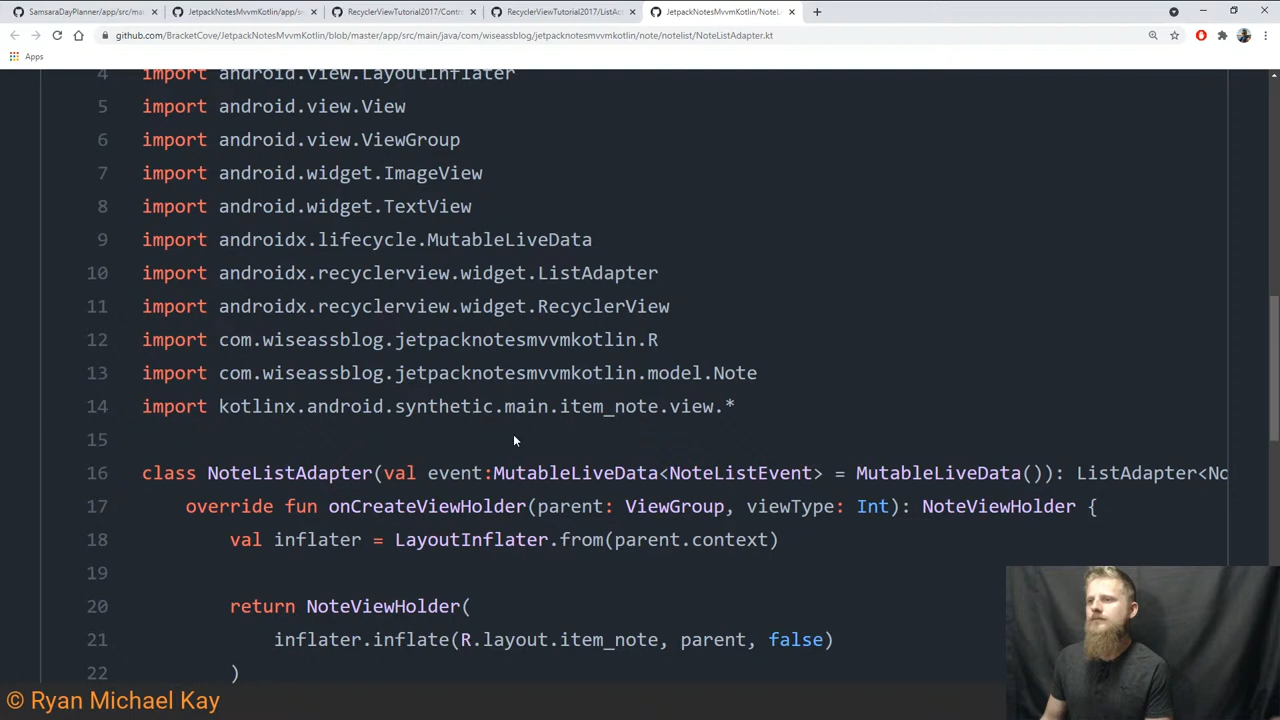 SamsaraDayPlanner/app/src/mai
JetpackNotesMvvmKotlin/app/s
RecyclerViewTutorial2017/Contr
RecyclerViewTutorial2017/ListAc
JetpackNotesMvvmKotlin/NoteL
github.com/BracketCove/JetpackNotesMvvmKotlin/blob/master/app/src/main/java/com/wiseassblog/jetpacknotesmvvmkotlin/note/notelist/NoteListAdapter.kt
Apps
4 import android.view.LayoutInflater
5 import android.view.View
6 import android.view.ViewGroup
7 import android.widget.ImageView
8 import android.widget.TextView
9 import androidx.lifecycle.MutableLiveData
10 import androidx.recyclerview.widget.ListAdapter
11 import androidx.recyclerview.widget.RecyclerView
12 import com.wiseassblog.jetpacknotesmvvmkotlin.R
13 import com.wiseassblog.jetpacknotesmvvmkotlin.model.Note
14 import kotlinx.android.synthetic.main.item_note.view.*
15
16 class NoteListAdapter(val event:MutableLiveData<NoteListEvent> = MutableLiveData()): ListAdapter<No
17 override fun onCreateViewHolder(parent: ViewGroup, viewType: Int): NoteViewHolder {
18 val inflater = LayoutInflater.from(parent.context)
19
20 return NoteViewHolder(
21 inflater.inflate(R.layout.item_note, parent, false)
22 )
© Ryan Michael Kay